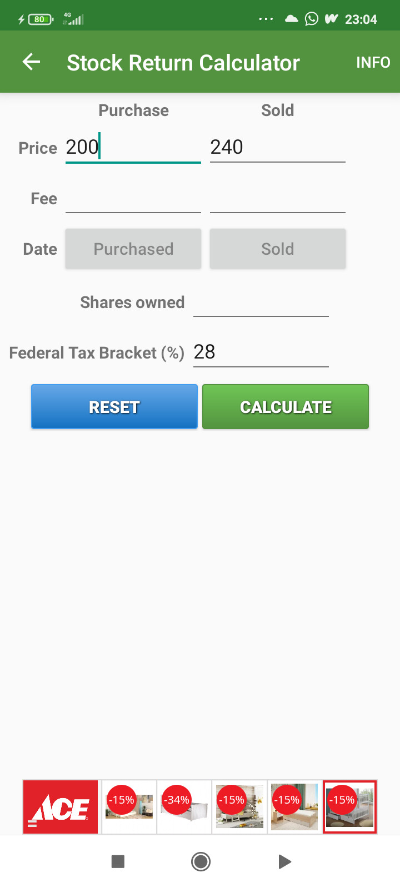 80 4G ... 23:04
Stock Return Calculator INFO
Purchase Sold
Price 200 240
Fee
Date Purchased Sold
Shares owned
Federal Tax Bracket (%) 28
RESET CALCULATE
ACE -15% -34% -15% -15% -15%